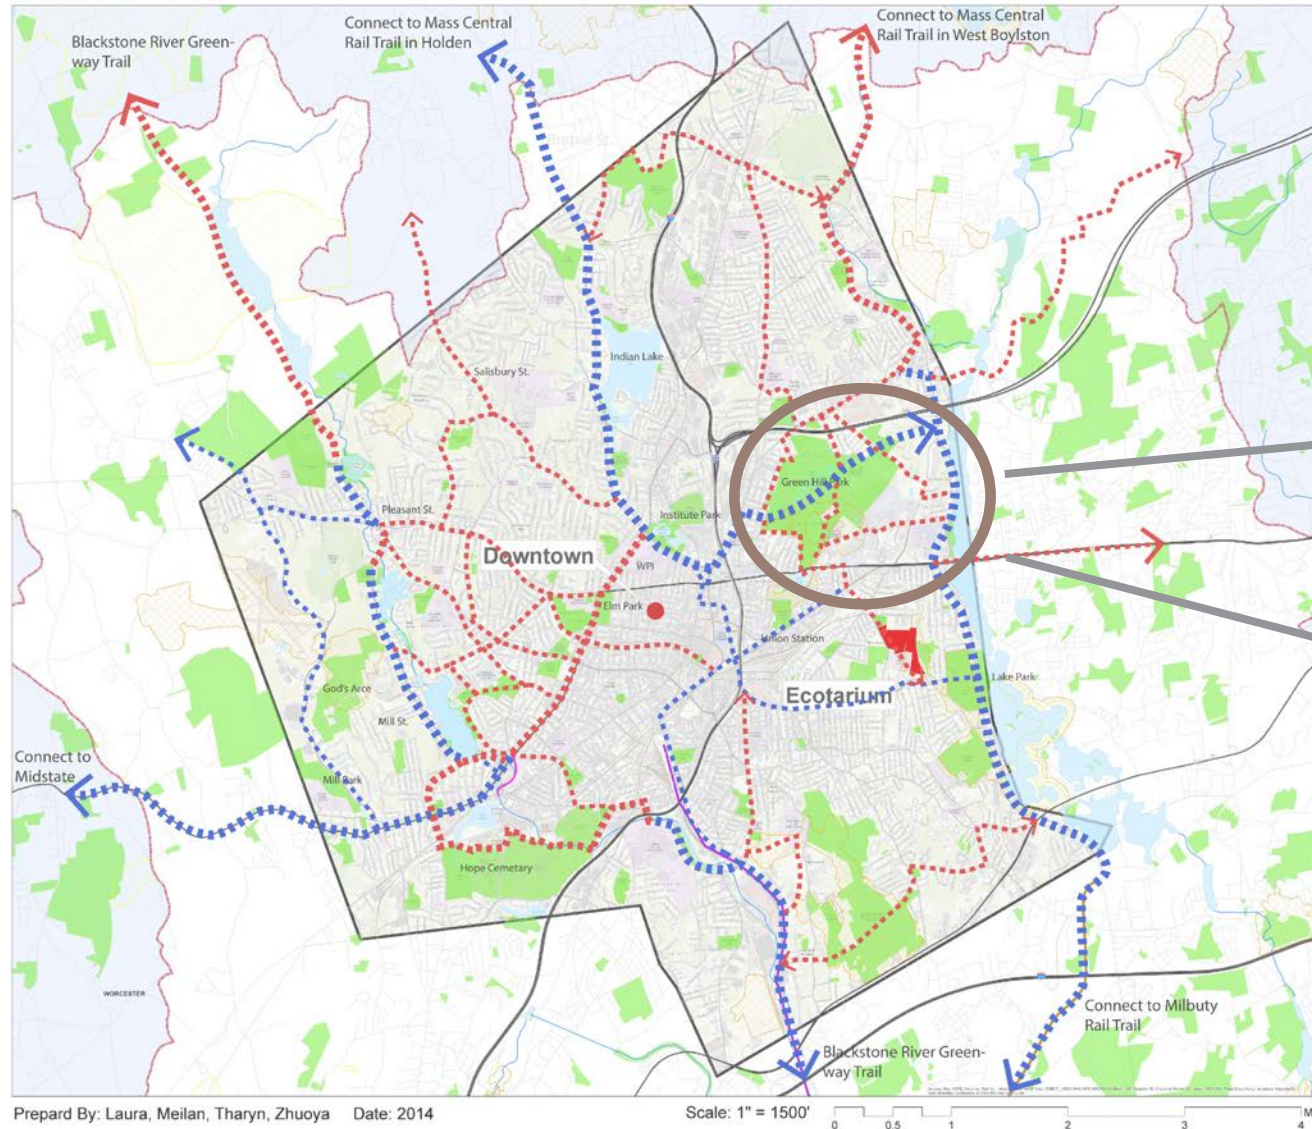 Blackstone River Green-
way Trail
Connect to Mass Central
Rail Trail in Holden
Connect to Mass Central
Rail Trail in West Boylston
Indian Lake
Salisbury St.
Green Hill Park
Pleasant St.
Institute Park
Downtown
WPI
Elm Park
Union Station
Ecotarium
Lake Park
God's Arce
Mill St.
Connect to
Midstate
Mill Park
Hope Cemetery
WORCESTER
Connect to Milbuty
Rail Trail
Blackstone River Green-
way Trail
Prepard By: Laura, Meilan, Tharyn, Zhuoya Date: 2014 Scale: 1" = 1500'
0 0.5 1 2 3 4